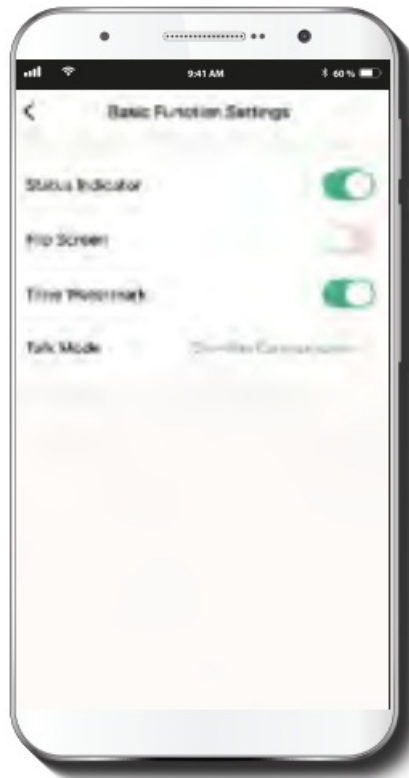 9:41 AM
60 %
Basic Function Settings
Status Indicator
Flip Screen
Time Watermark
Talk Mode